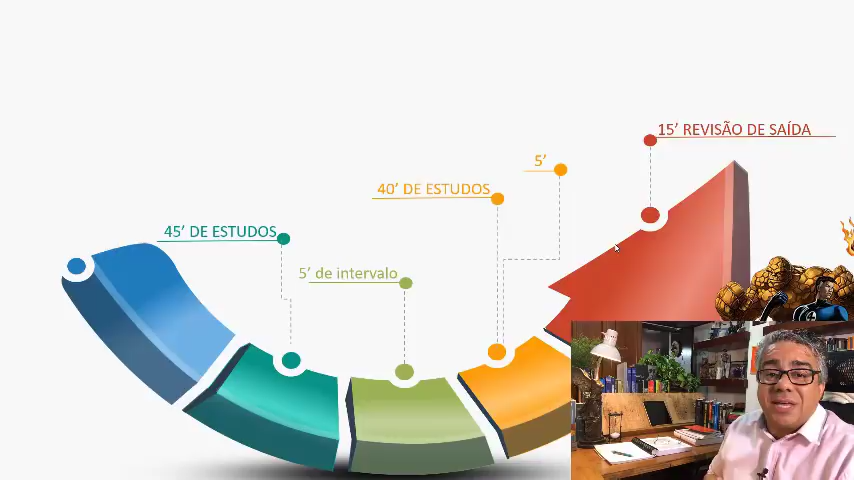 45’ DE ESTUDOS
5’ de intervalo
40’ DE ESTUDOS
5’
15’ REVISÃO DE SAÍDA